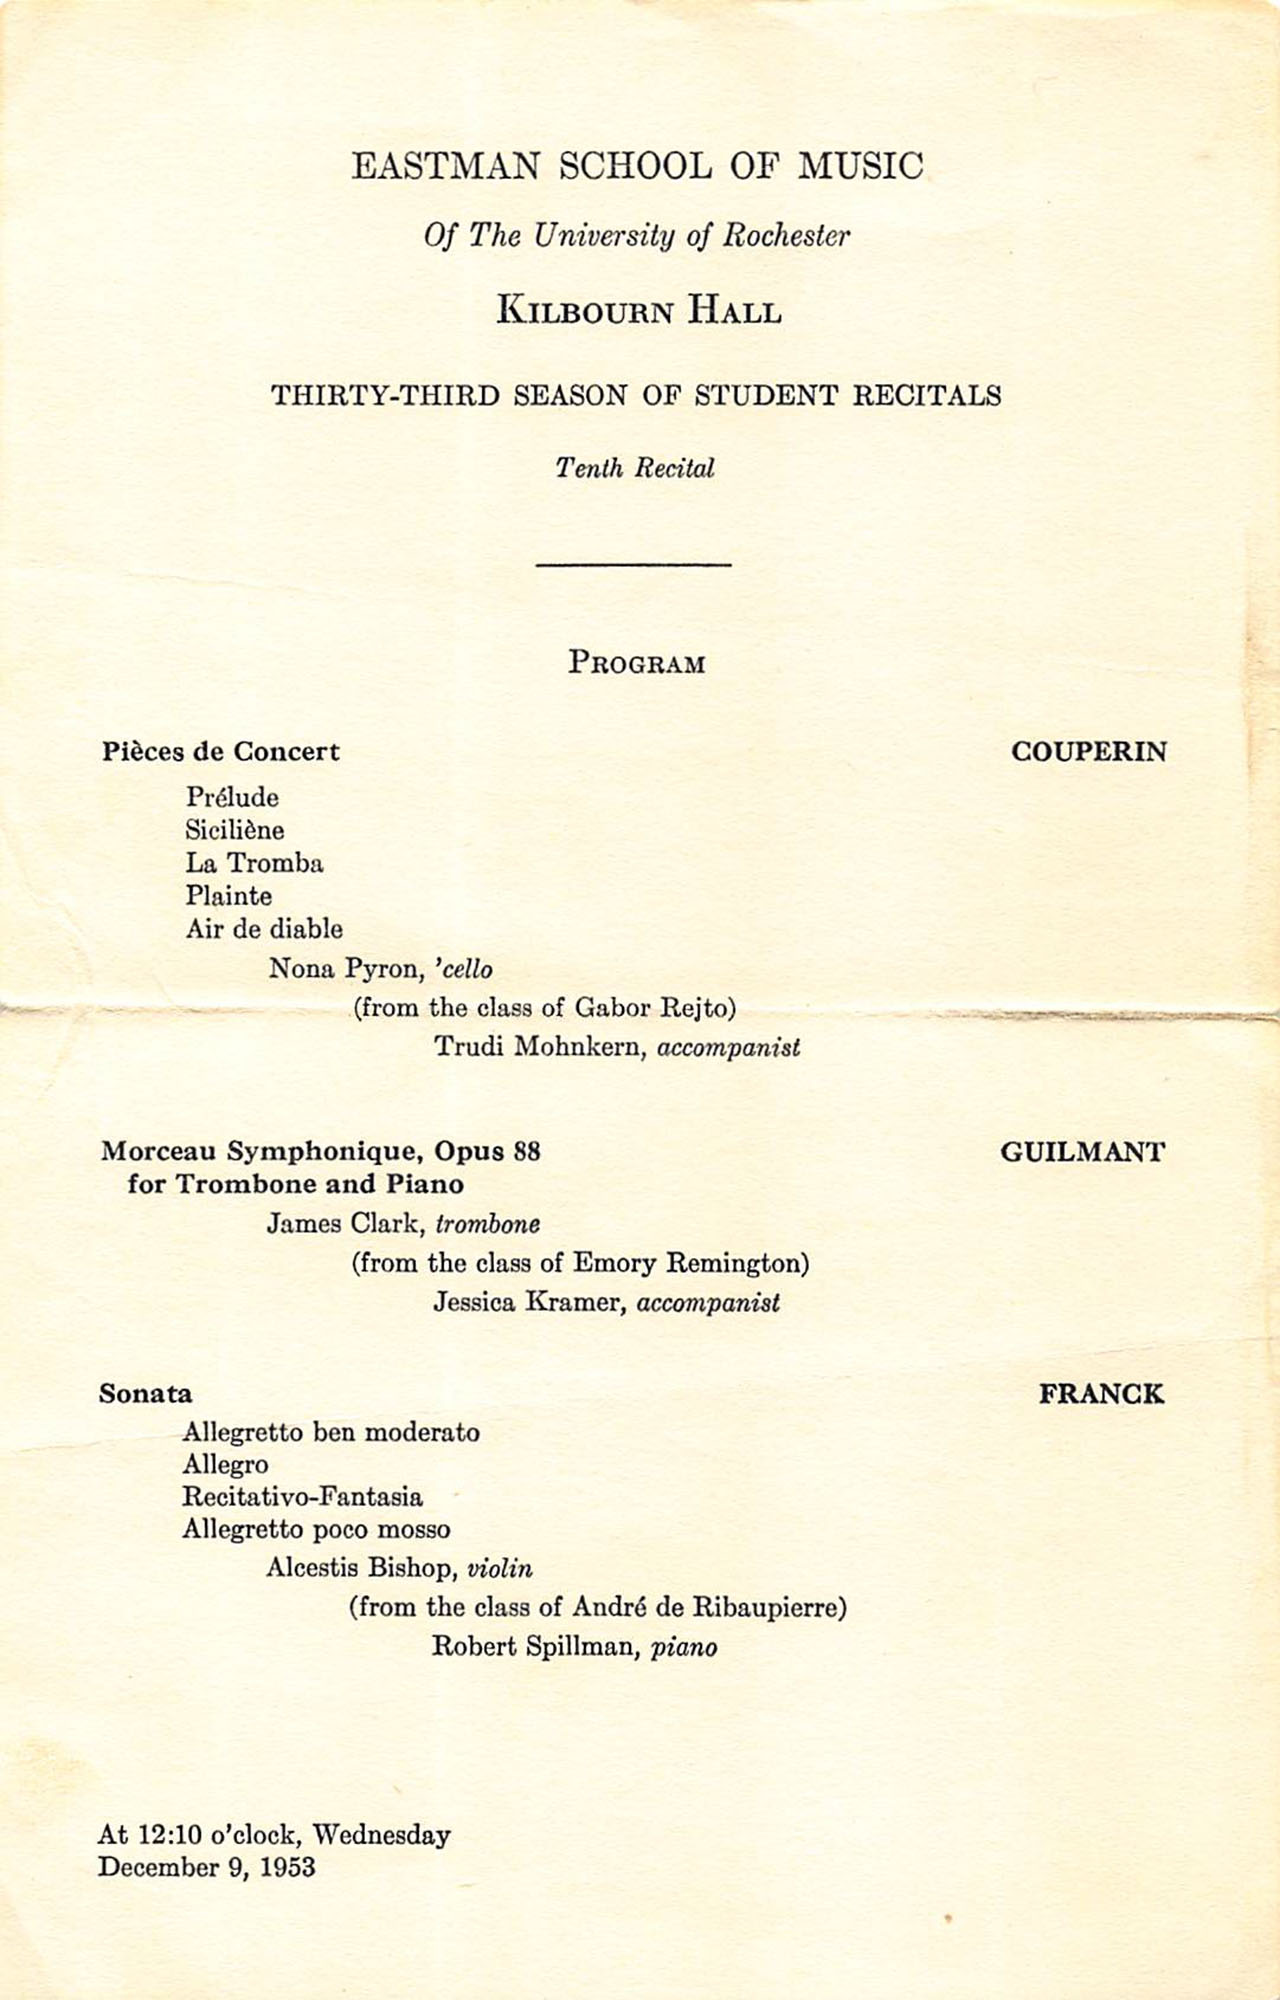 EASTMAN SCHOOL OF MUSIC
Of The University of Rochester
KILBOURN HALL
THIRTY-THIRD SEASON OF STUDENT RECITALS
Tenth Recital
PROGRAM
Pièces de Concert COUPERIN
Prélude
Siciliène
La Tromba
Plainte
Air de diable
Nona Pyron, 'cello
(from the class of Gabor Rejto)
Trudi Mohnkern, accompanist
Morceau Symphonique, Opus 88 GUILMANT
for Trombone and Piano
James Clark, trombone
(from the class of Emory Remington)
Jessica Kramer, accompanist
Sonata FRANCK
Allegretto ben moderato
Allegro
Recitativo-Fantasia
Allegretto poco mosso
Alcestis Bishop, violin
(from the class of André de Ribaupierre)
Robert Spillman, piano
At 12:10 o'clock, Wednesday
December 9, 1953